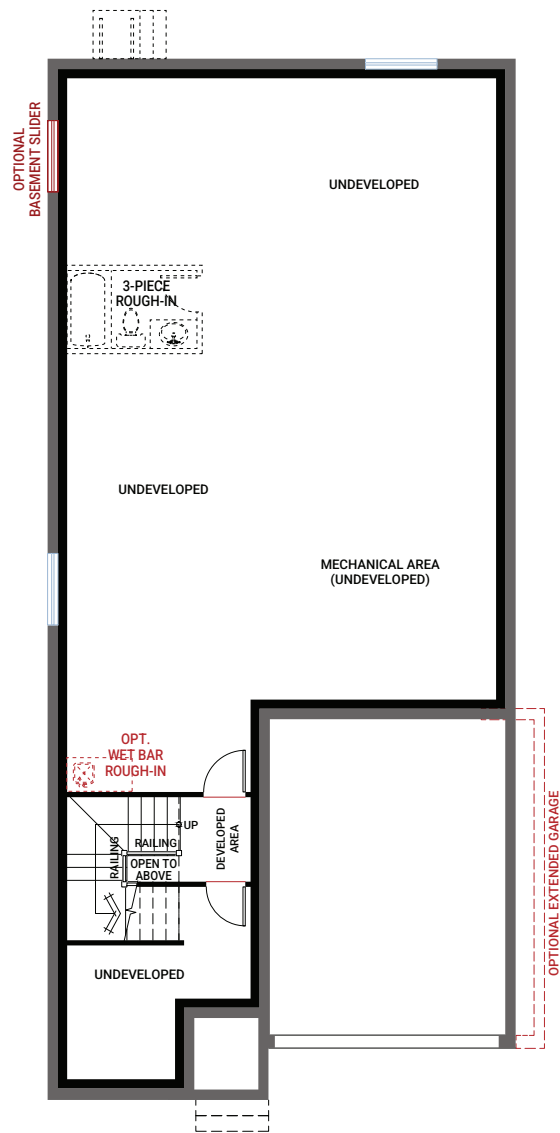 OPTIONAL
BASEMENT SLIDER
UNDEVELOPED
3-PIECE
ROUGH-IN
UNDEVELOPED
MECHANICAL AREA
(UNDEVELOPED)
OPT.
WET BAR
ROUGH-IN
UP
RAILING
RAILING
OPEN TO
ABOVE
DEVELOPED
AREA
OPTIONAL EXTENDED GARAGE
UNDEVELOPED